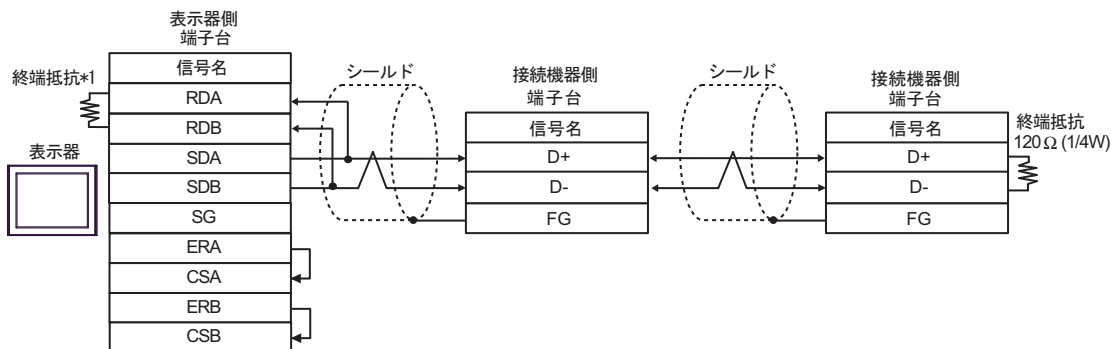 表示器側
端子台
信号名
終端抵抗*1
RDA
RDB
SDA
SDB
SG
ERA
CSA
ERB
CSB
表示器
シールド
接続機器側
端子台
信号名
D+
D-
FG
シールド
接続機器側
端子台
信号名
D+
D-
FG
終端抵抗
120Ω (1/4W)